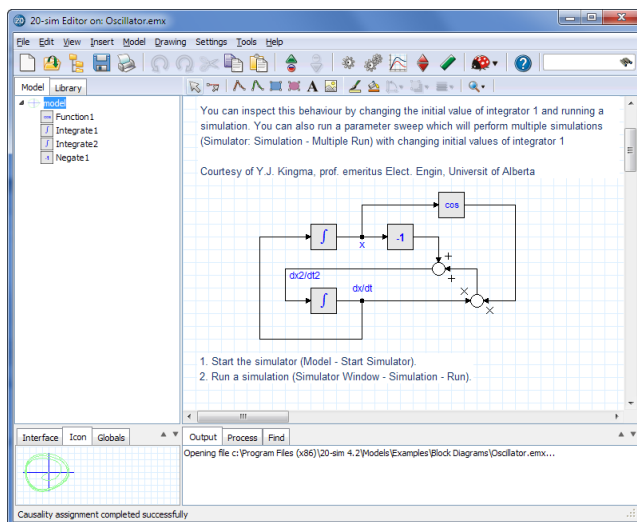 20-sim Editor on: Oscillator.emx
File Edit View Insert Model Drawing Settings Tools Help
Model Library
model
cos Function1
∫ Integrate1
∫ Integrate2
-1 Negate1
You can inspect this behaviour by changing the initial value of integrator 1 and running a
simulation. You can also run a parameter sweep which will perform multiple simulations
(Simulator: Simulation - Multiple Run) with changing initial values of integrator 1
Courtesy of Y.J. Kingma, prof. emeritus Elect. Engin, Universit of Alberta
cos
∫
x
-1
+
+
dx2/dt2
∫
dx/dt
×
×
1. Start the simulator (Model - Start Simulator).
2. Run a simulation (Simulator Window - Simulation - Run).
Interface Icon Globals
Output Process Find
Opening file c:\Program Files (x86)\20-sim 4.2\Models\Examples\Block Diagrams\Oscillator.emx...
Causality assignment completed successfully